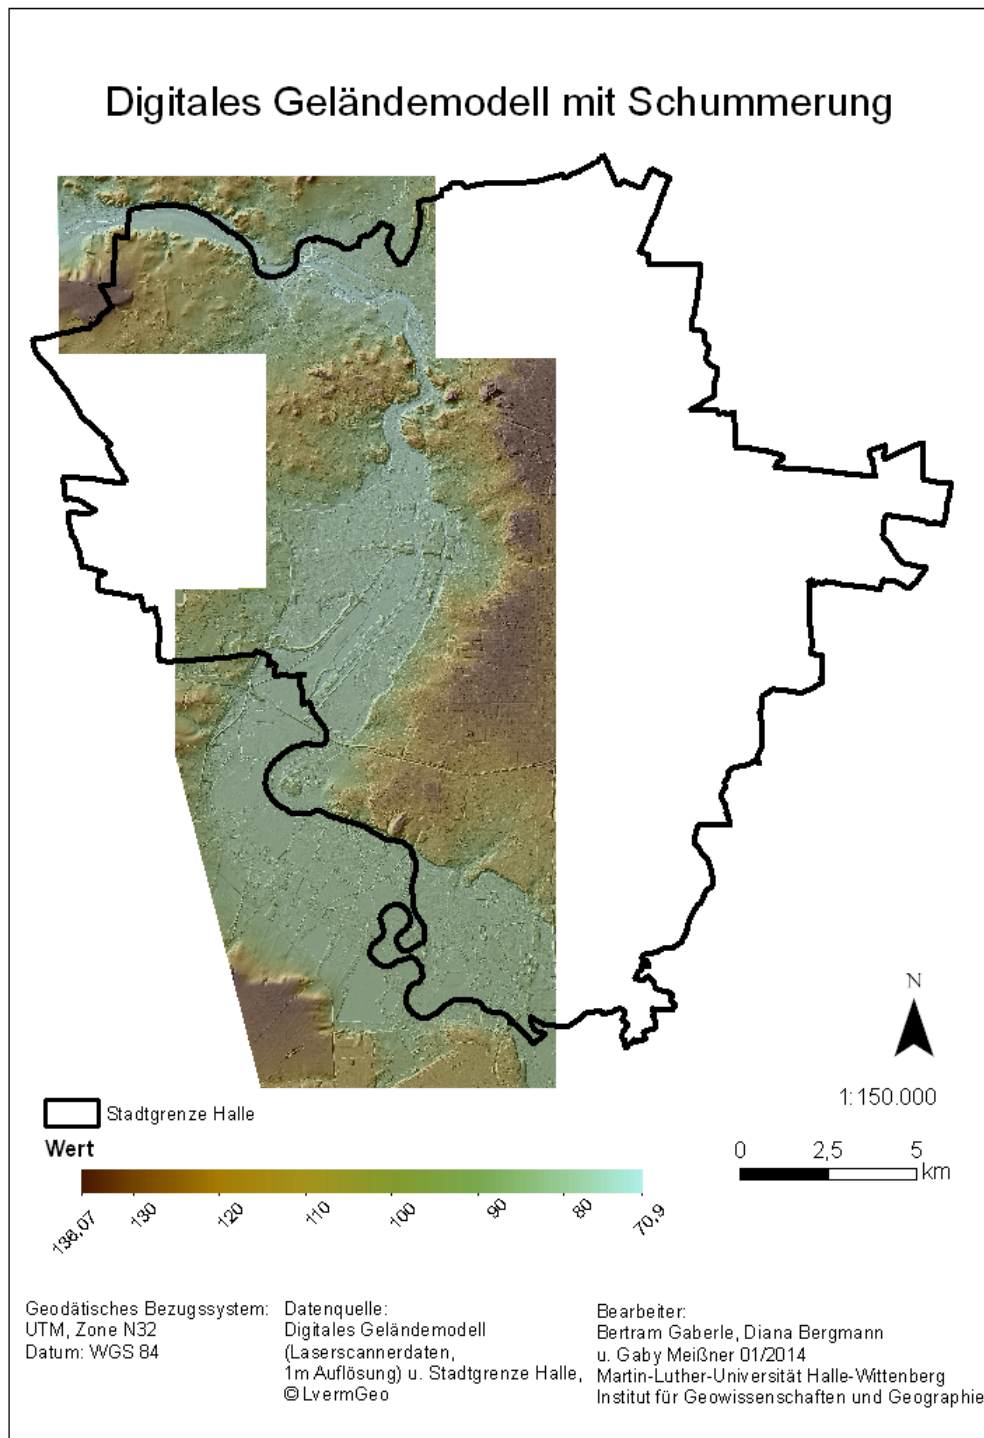 Digitales Geländemodell mit Schummerung
N
1:150.000
Stadtgrenze Halle
Wert
0 2,5 5
km
138,07 130 120 110 100 90 80 70,9
Geodätisches Bezugssystem:
UTM, Zone N32
Datum: WGS 84
Datenquelle:
Digitales Geländemodell
(Laserscannerdaten,
1m Auflösung) u. Stadtgrenze Halle,
© LvermGeo
Bearbeiter:
Bertram Gaberle, Diana Bergmann
u. Gaby Meißner 01/2014
Martin-Luther-Universität Halle-Wittenberg
Institut für Geowissenschaften und Geographie